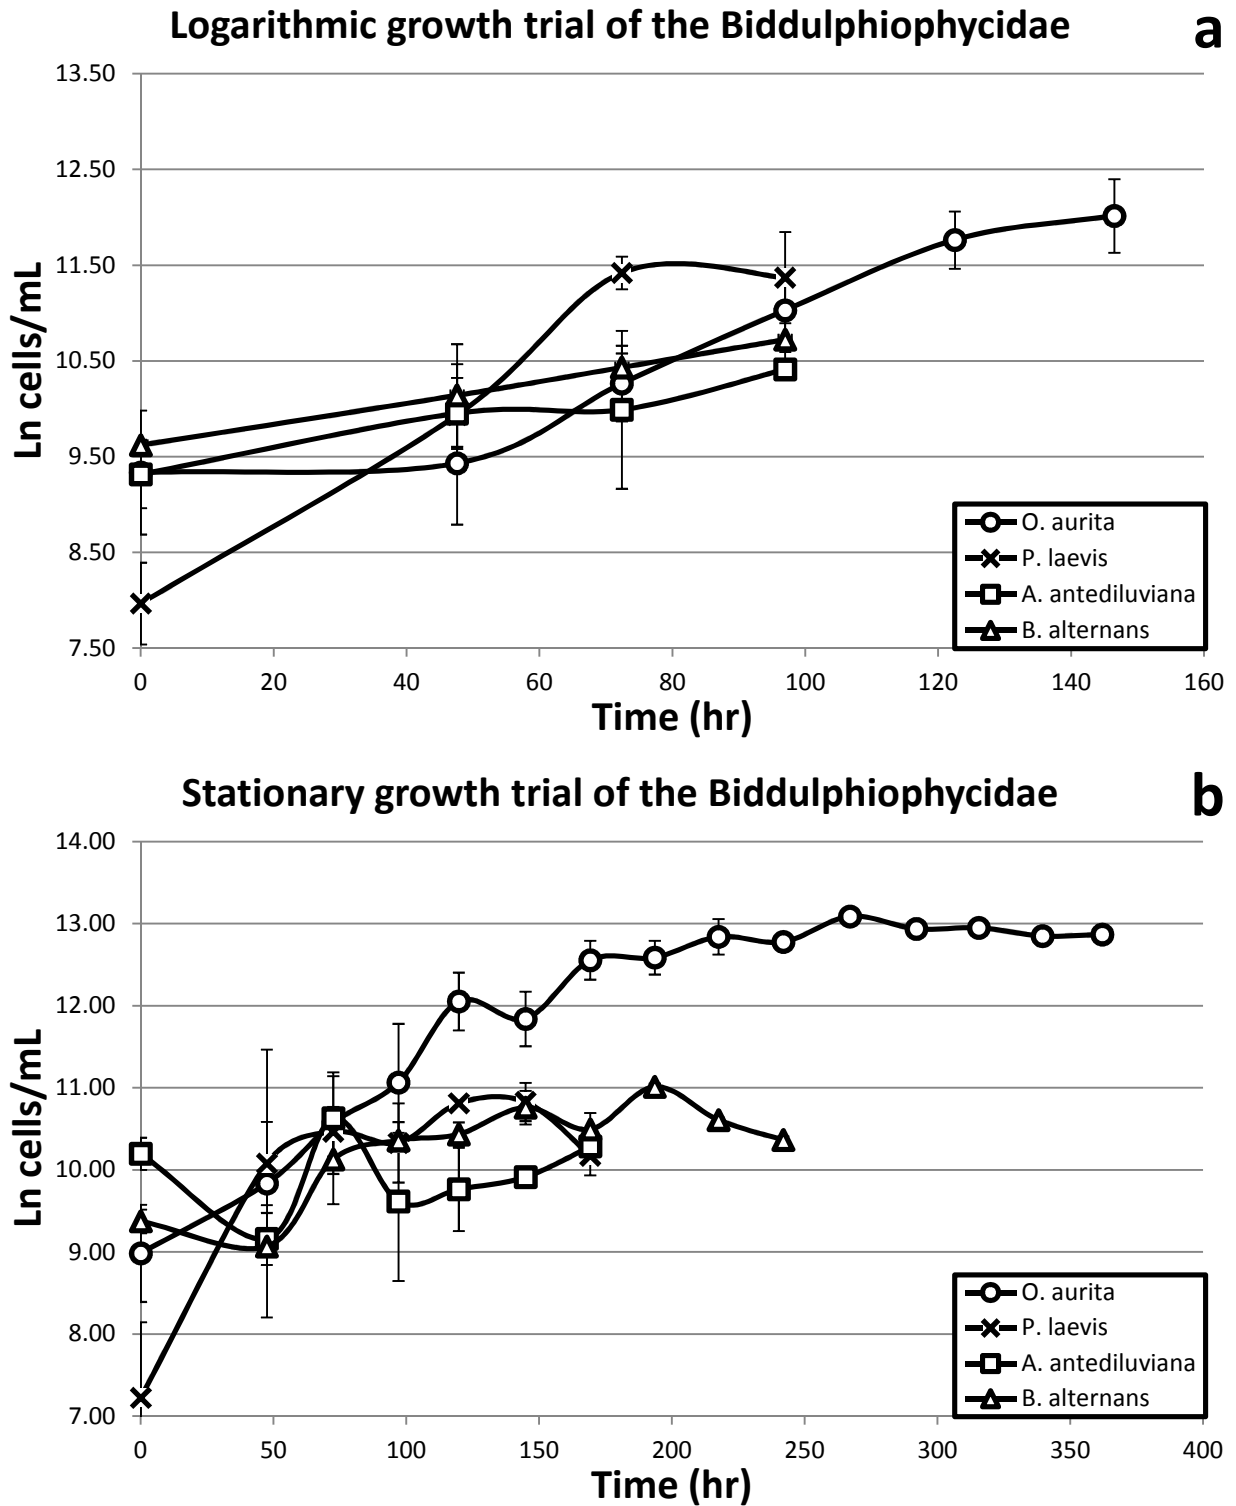 Logarithmic growth trial of the Biddulphiophycidae
a
13.50
12.50
11.50
10.50
9.50
8.50
7.50
Ln cells/mL
O. aurita
P. laevis
A. antediluviana
B. alternans
0 20 40 60 80 100 120 140 160
Time (hr)
Stationary growth trial of the Biddulphiophycidae
b
14.00
13.00
12.00
11.00
10.00
9.00
8.00
7.00
Ln cells/mL
O. aurita
P. laevis
A. antediluviana
B. alternans
0 50 100 150 200 250 300 350 400
Time (hr)